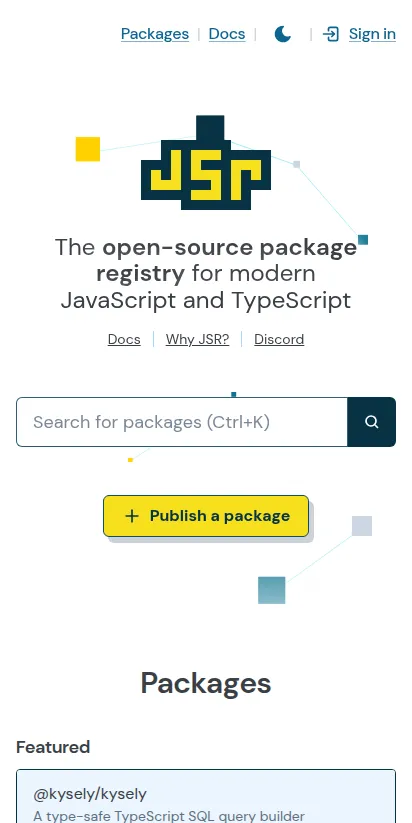 Packages | Docs | | Sign in
JSR
The open-source package
registry for modern
JavaScript and TypeScript
Docs | Why JSR? | Discord
Search for packages (Ctrl+K)
Publish a package
Packages
Featured
@kysely/kysely
A type-safe TypeScript SQL query builder